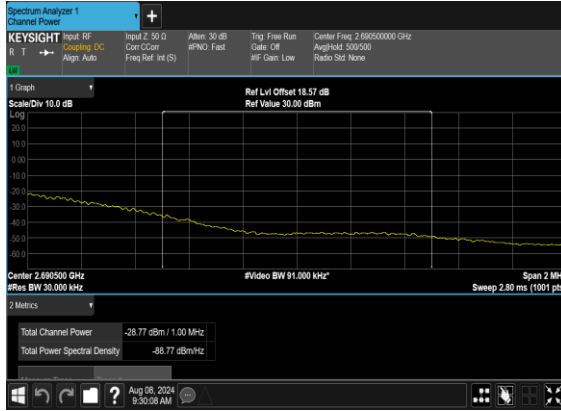 Spectrum Analyzer 1
Channel Power
+
KEYSIGHT Input: RF Input Z: 50 Ω Atten: 30 dB Trig: Free Run Center Freq: 2.690500000 GHz
R T Coupling: DC Corr CCorr #PNO: Fast Gate: Off Avg|Hold: 500/500
Align: Auto Freq Ref: Int (S) #IF Gain: Low Radio Std: None
1 Graph
Ref Lvl Offset 18.57 dB
Scale/Div 10.0 dB Ref Value 30.00 dBm
Log
20.0
10.0
0.00
-10.0
-20.0
-30.0
-40.0
-50.0
-60.0
Center 2.690500 GHz #Video BW 91.000 kHz* Span 2 MH
#Res BW 30.000 kHz Sweep 2.80 ms (1001 pts
2 Metrics
Total Channel Power -28.77 dBm / 1.00 MHz
Total Power Spectral Density -88.77 dBm/Hz
?
Aug 08, 2024
9:30:08 AM